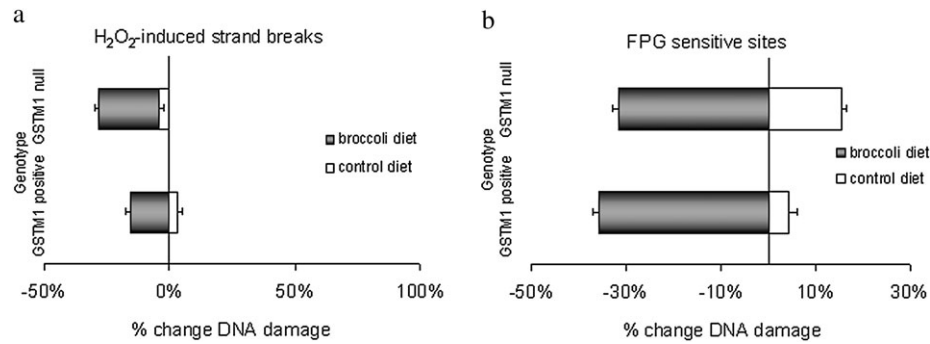 a
H₂O₂-induced strand breaks
Genotype
GSTM1 null
GSTM1 positive
broccoli diet
control diet
-50%
0%
50%
100%
% change DNA damage
b
FPG sensitive sites
Genotype
GSTM1 null
GSTM1 positive
broccoli diet
control diet
-50%
-30%
-10%
10%
30%
% change DNA damage